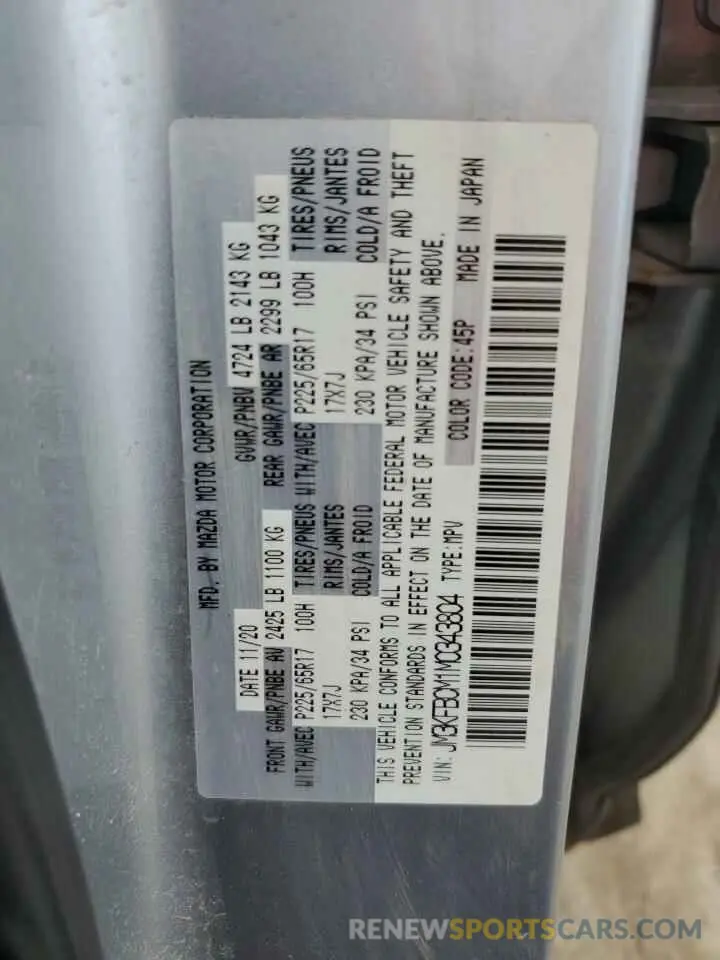 MFD. BY MAZDA MOTOR CORPORATION
DATE 11/20 GVWR/PNBV 4724 LB 2143 KG
FRONT GAWR/PNBE AV 2425 LB 1100 KG REAR GAWR/PNBE AR 2299 LB 1043 KG
WITH/AVEC P225/65R17 100H TIRES/PNEUS WITH/AVEC P225/65R17 100H TIRES/PNEUS
17X7J RIMS/JANTES 17X7J RIMS/JANTES
230 KPA/34 PSI COLD/A FROID 230 KPA/34 PSI COLD/A FROID
THIS VEHICLE CONFORMS TO ALL APPLICABLE FEDERAL MOTOR VEHICLE SAFETY AND THEFT
PREVENTION STANDARDS IN EFFECT ON THE DATE OF MANUFACTURE SHOWN ABOVE.
VIN: JM3KFBCM1M0343804 TYPE:MPV COLOR CODE:45P MADE IN JAPAN
RENEWSPORTSCARS.COM